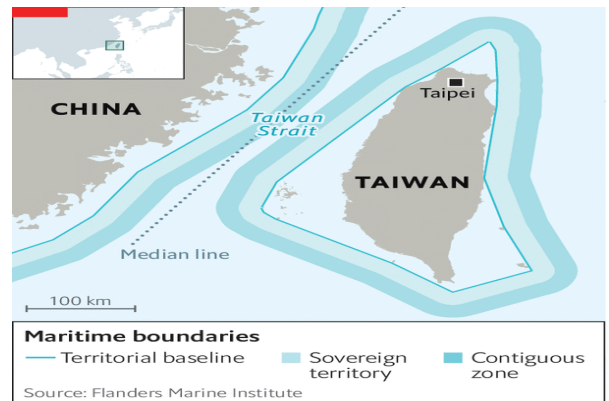 CHINA
Taiwan
Strait
Taipei
TAIWAN
Median line
100 km
Maritime boundaries
Territorial baseline
Sovereign
territory
Contiguous
zone
Source: Flanders Marine Institute